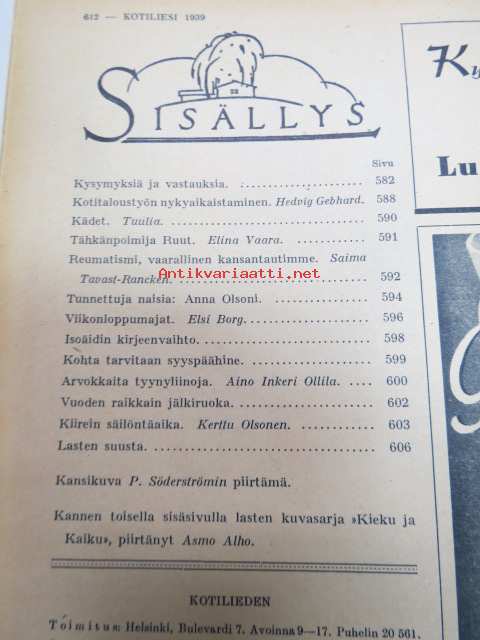 612 — KOTILIESI 1939
SISÄLLYS
Sivu
Kysymyksiä ja vastauksia. : ..................... 582
Kotitaloustyön nykyaikaistaminen. Hedvig Gebhard. 588
Kädet. Tuulia. ..................... 590
Tähkänpoimija Ruut. Elina Vaara. ............ 591
Reumatismi, vaarallinen kansantautimme. Saima
Tavast-Rancken. ..................... 592
Antikvariaatti.net
Tunnettuja naisia: Anna Olsoni. ............... 594
Viikonloppumajat. Elsi Borg. .................. 596
Isoäidin kirjeenvaihto. ..................... 598
Kohta tarvitaan syyspäähine. .................. 599
Arvokkaita tyynyliinoja. Aino Inkeri Ollila. .... 600
Vuoden raikkain jälkiruoka. .................. 602
Kiirein säilöntäaika. Kerttu Olsonen. ......... 603
Lasten suusta. ..................... 606
Kansikuva P. Söderströmin piirtämä.
Kannen toisella sisäsivulla lasten kuvasarja »Kieku ja
Kaiku», piirtänyt Asmo Alho.
KOTILIEDEN
Toimitus: Helsinki, Bulevardi 7. Avoinna 9—17. Puhelin 20 561.
Lu